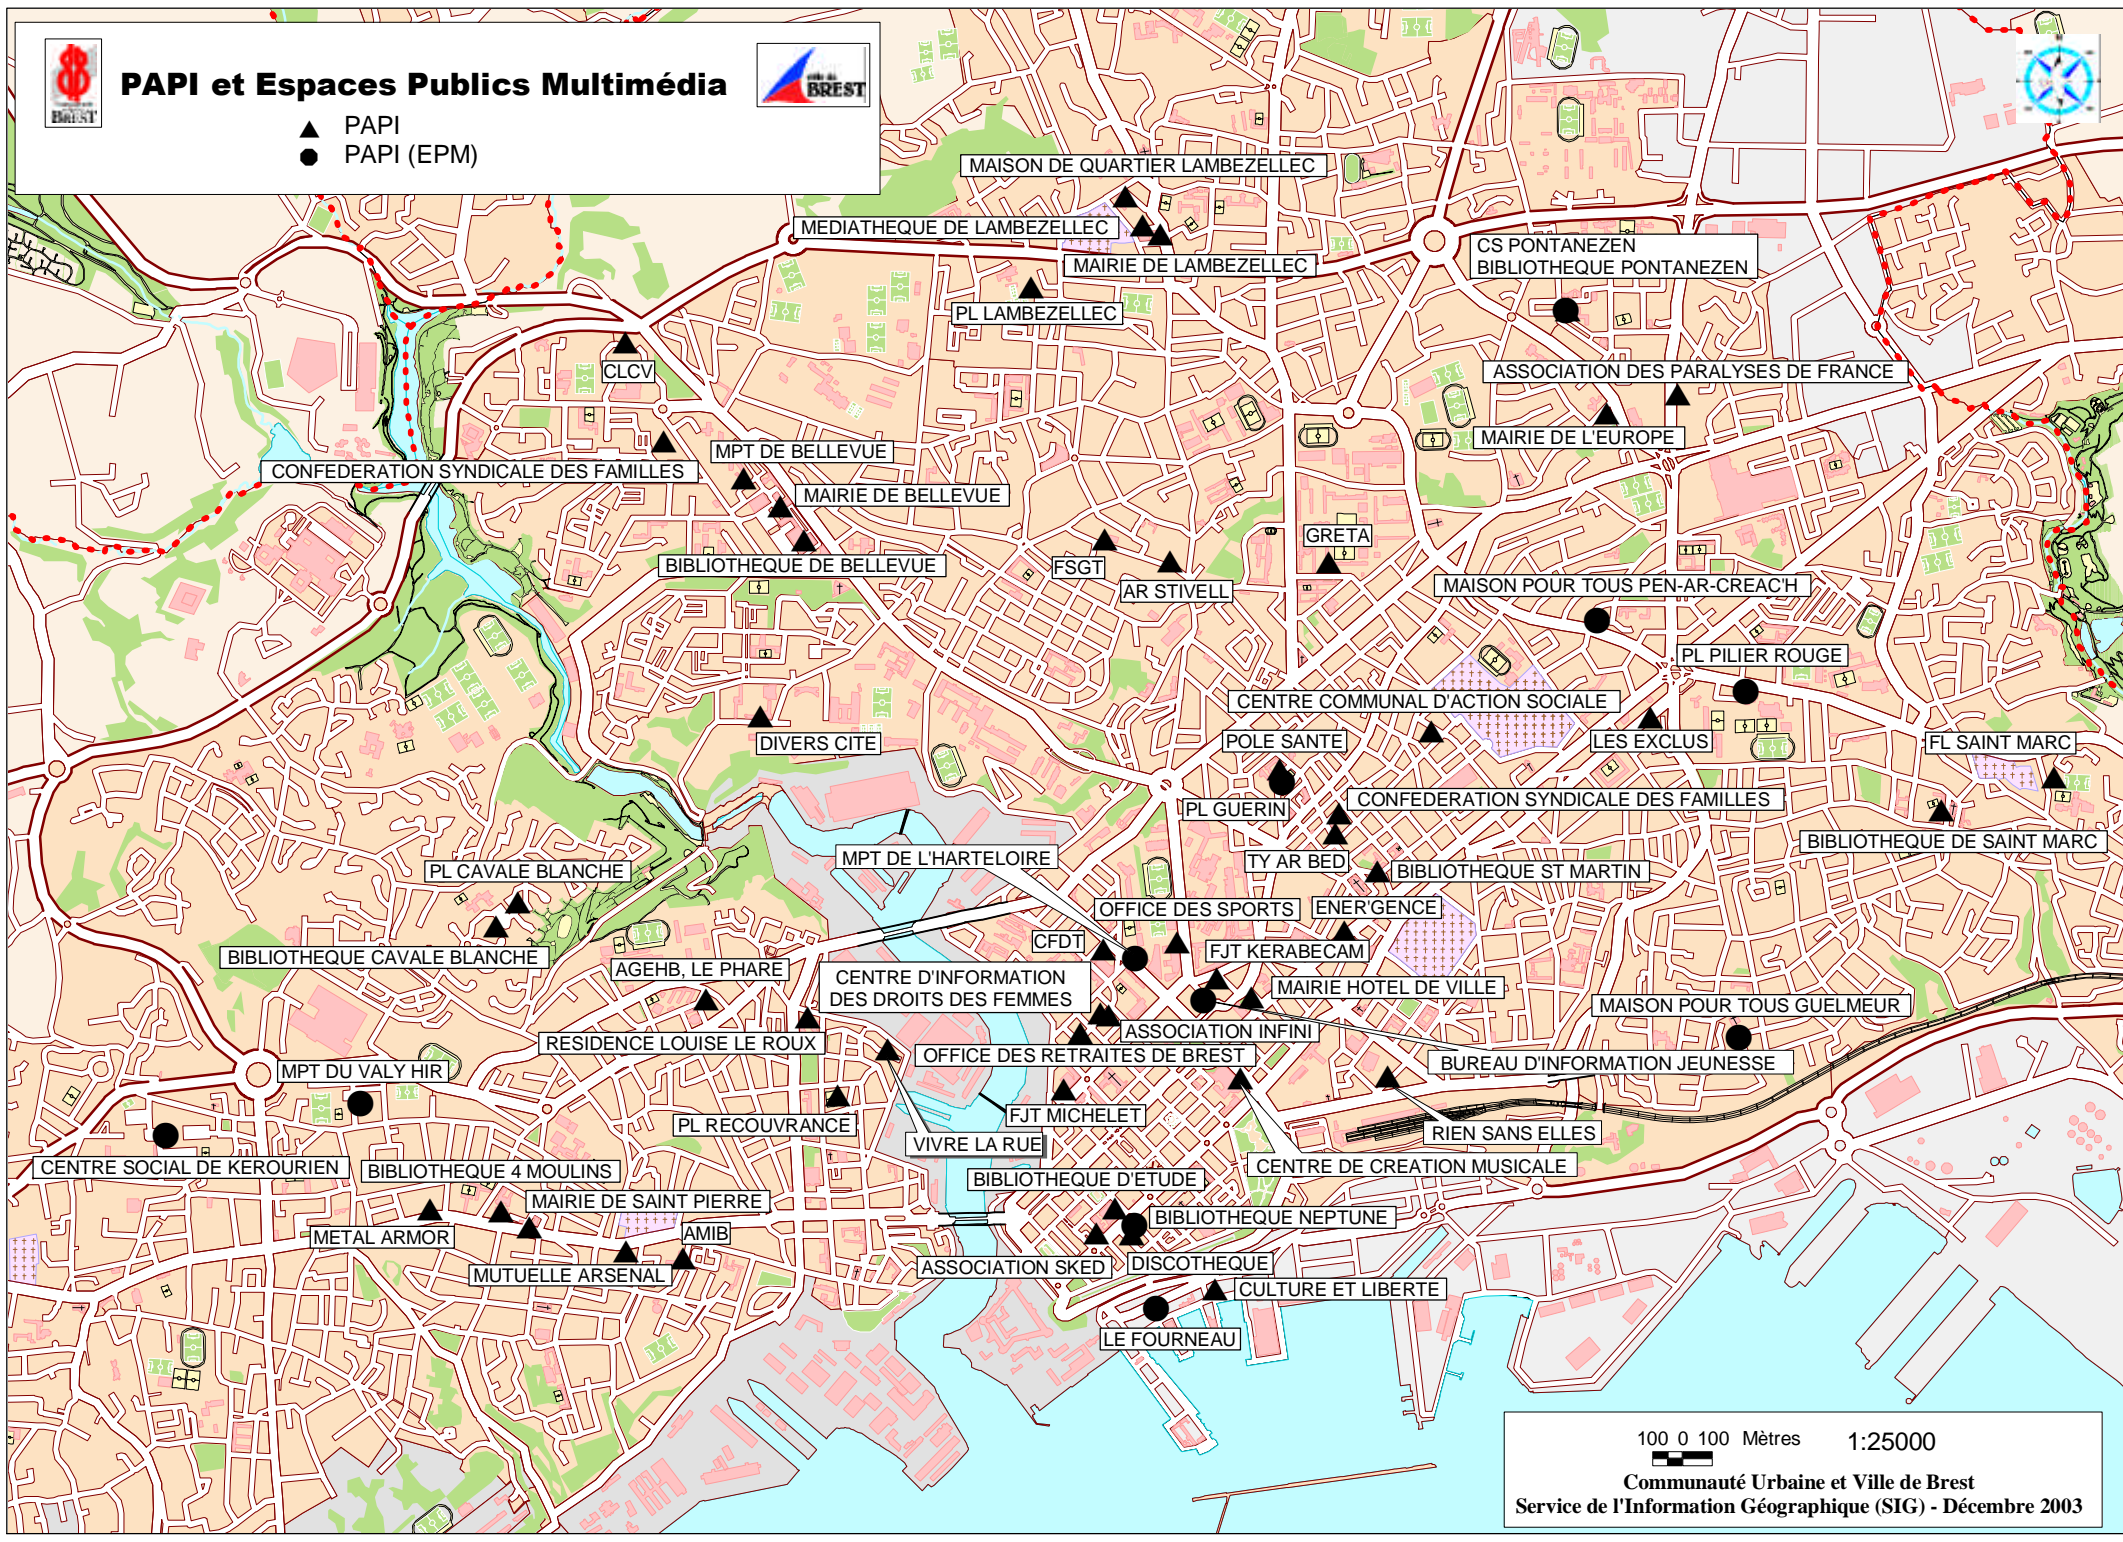 PAPI et Espaces Publics Multimédia
BREST
BREST
PAPI
PAPI (EPM)
MAISON DE QUARTIER LAMBEZELLEC
MEDIATHEQUE DE LAMBEZELLEC
MAIRIE DE LAMBEZELLEC
CS PONTANEZEN
BIBLIOTHEQUE PONTANEZEN
PL LAMBEZELLEC
CLCV
ASSOCIATION DES PARALYSES DE FRANCE
MAIRIE DE L'EUROPE
MPT DE BELLEVUE
CONFEDERATION SYNDICALE DES FAMILLES
MAIRIE DE BELLEVUE
GRETA
BIBLIOTHEQUE DE BELLEVUE
FSGT
AR STIVELL
MAISON POUR TOUS PEN-AR-CREAC'H
PL PILIER ROUGE
CENTRE COMMUNAL D'ACTION SOCIALE
DIVERS CITE
POLE SANTE
LES EXCLUS
FL SAINT MARC
PL GUERIN
CONFEDERATION SYNDICALE DES FAMILLES
BIBLIOTHEQUE DE SAINT MARC
MPT DE L'HARTELOIRE
TY AR BED
PL CAVALE BLANCHE
BIBLIOTHEQUE ST MARTIN
OFFICE DES SPORTS
ENER'GENCE
CFDT
FJT KERABECAM
BIBLIOTHEQUE CAVALE BLANCHE
AGEHB, LE PHARE
CENTRE D'INFORMATION
DES DROITS DES FEMMES
MAIRIE HOTEL DE VILLE
MAISON POUR TOUS GUELMEUR
ASSOCIATION INFINI
RESIDENCE LOUISE LE ROUX
OFFICE DES RETRAITES DE BREST
BUREAU D'INFORMATION JEUNESSE
MPT DU VALY HIR
FJT MICHELET
PL RECOUVRANCE
RIEN SANS ELLES
VIVRE LA RUE
CENTRE SOCIAL DE KEROURIEN
BIBLIOTHEQUE 4 MOULINS
CENTRE DE CREATION MUSICALE
BIBLIOTHEQUE D'ETUDE
MAIRIE DE SAINT PIERRE
BIBLIOTHEQUE NEPTUNE
METAL ARMOR
AMIB
MUTUELLE ARSENAL
ASSOCIATION SKED
DISCOTHEQUE
CULTURE ET LIBERTE
LE FOURNEAU
100 0 100 Mètres 1:25000
Communauté Urbaine et Ville de Brest
Service de l'Information Géographique (SIG) - Décembre 2003